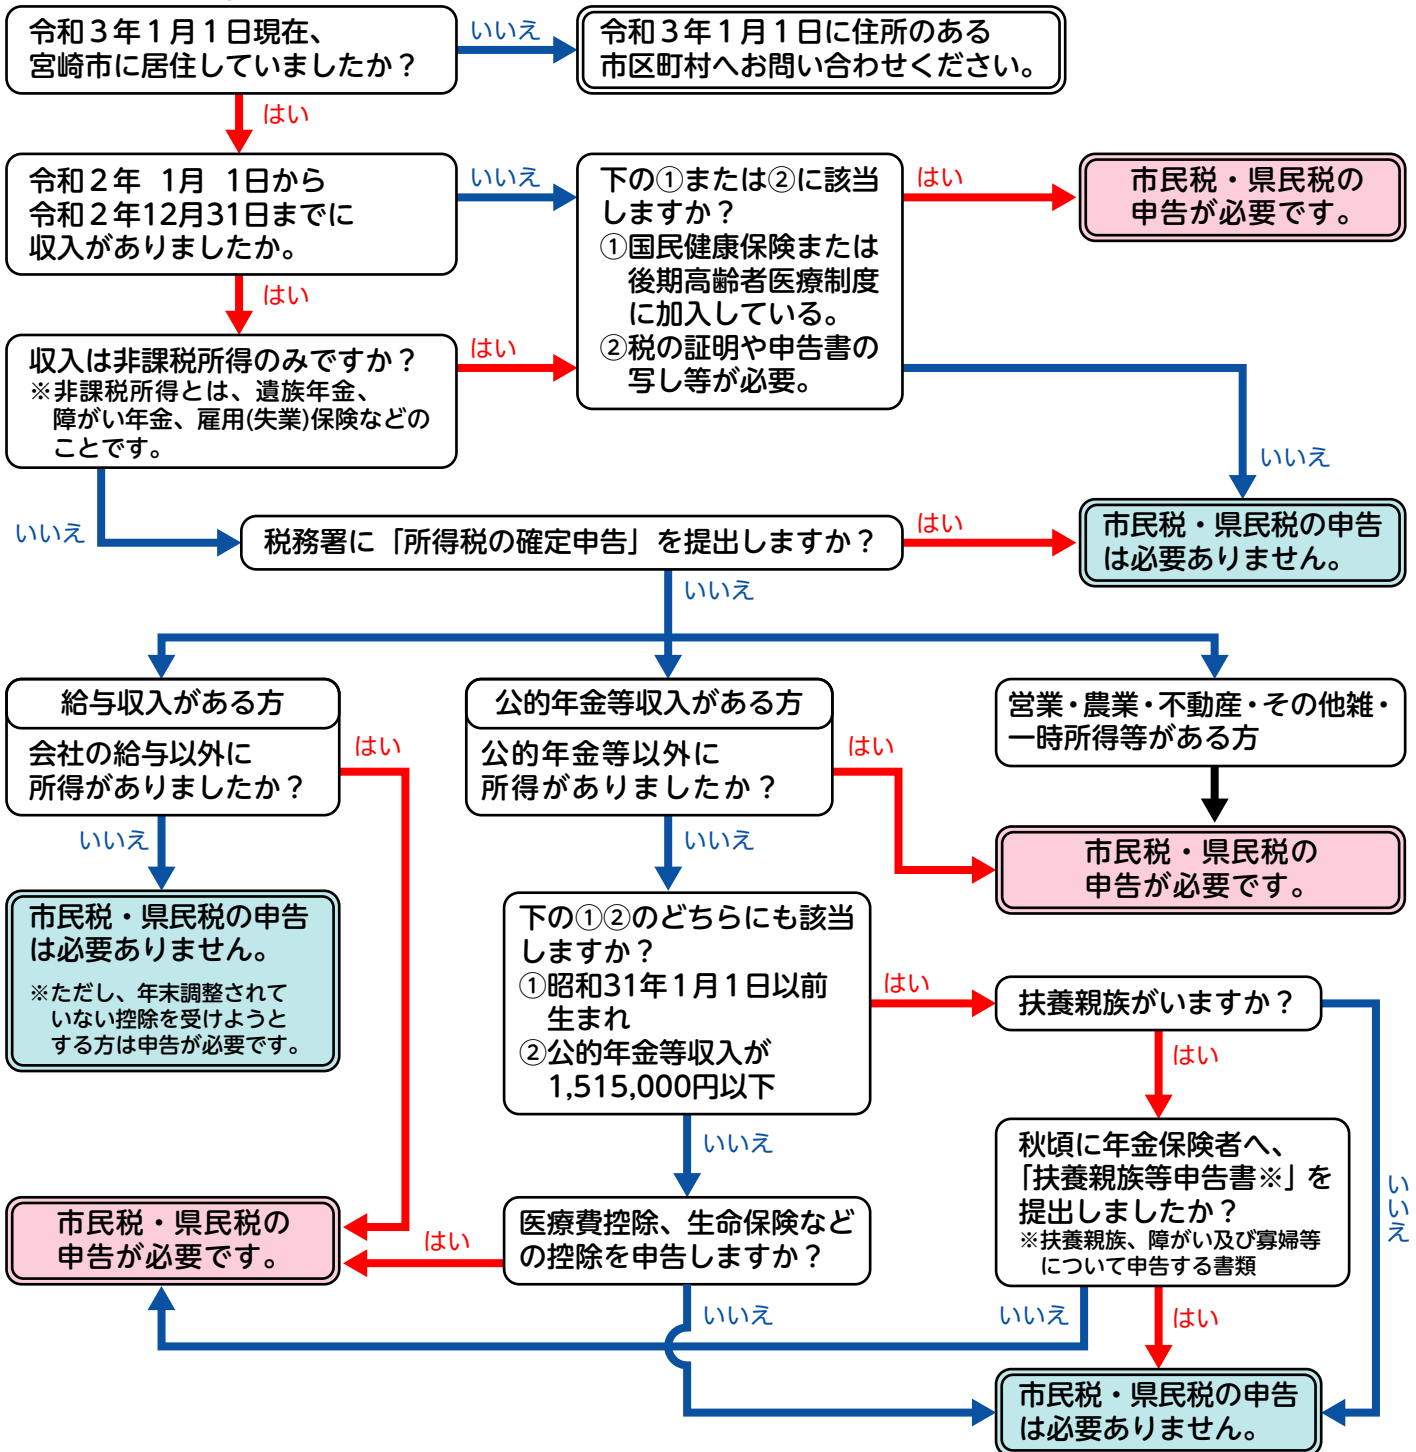 令和３年１月１日現在、
宮崎市に居住していましたか？
いいえ
令和３年１月１日に住所のある
市区町村へお問い合わせください。
はい
令和２年 1月 1日から
令和２年12月31日までに
収入がありましたか。
いいえ
下の①または②に該当
しますか？
①国民健康保険または
後期高齢者医療制度
に加入している。
②税の証明や申告書の
写し等が必要。
はい
市民税・県民税の
申告が必要です。
はい
収入は非課税所得のみですか？
※非課税所得とは、遺族年金、
障がい年金、雇用(失業)保険などの
ことです。
はい
いいえ
いいえ
税務署に「所得税の確定申告」を提出しますか？
はい
市民税・県民税の申告
は必要ありません。
いいえ
給与収入がある方
会社の給与以外に
所得がありましたか？
はい
公的年金等収入がある方
公的年金等以外に
所得がありましたか？
はい
営業・農業・不動産・その他雑・
一時所得等がある方
いいえ
いいえ
市民税・県民税の
申告が必要です。
市民税・県民税の申告
は必要ありません。
※ただし、年末調整されて
いない控除を受けようと
する方は申告が必要です。
下の①②のどちらにも該当
しますか？
①昭和31年１月１日以前
生まれ
②公的年金等収入が
1,515,000円以下
はい
扶養親族がいますか？
はい
いいえ
いいえ
秋頃に年金保険者へ、
「扶養親族等申告書※」を
提出しましたか？
※扶養親族、障がい及び寡婦等
について申告する書類
市民税・県民税の
申告が必要です。
はい
医療費控除、生命保険など
の控除を申告しますか？
いいえ
いいえ
はい
市民税・県民税の申告
は必要ありません。